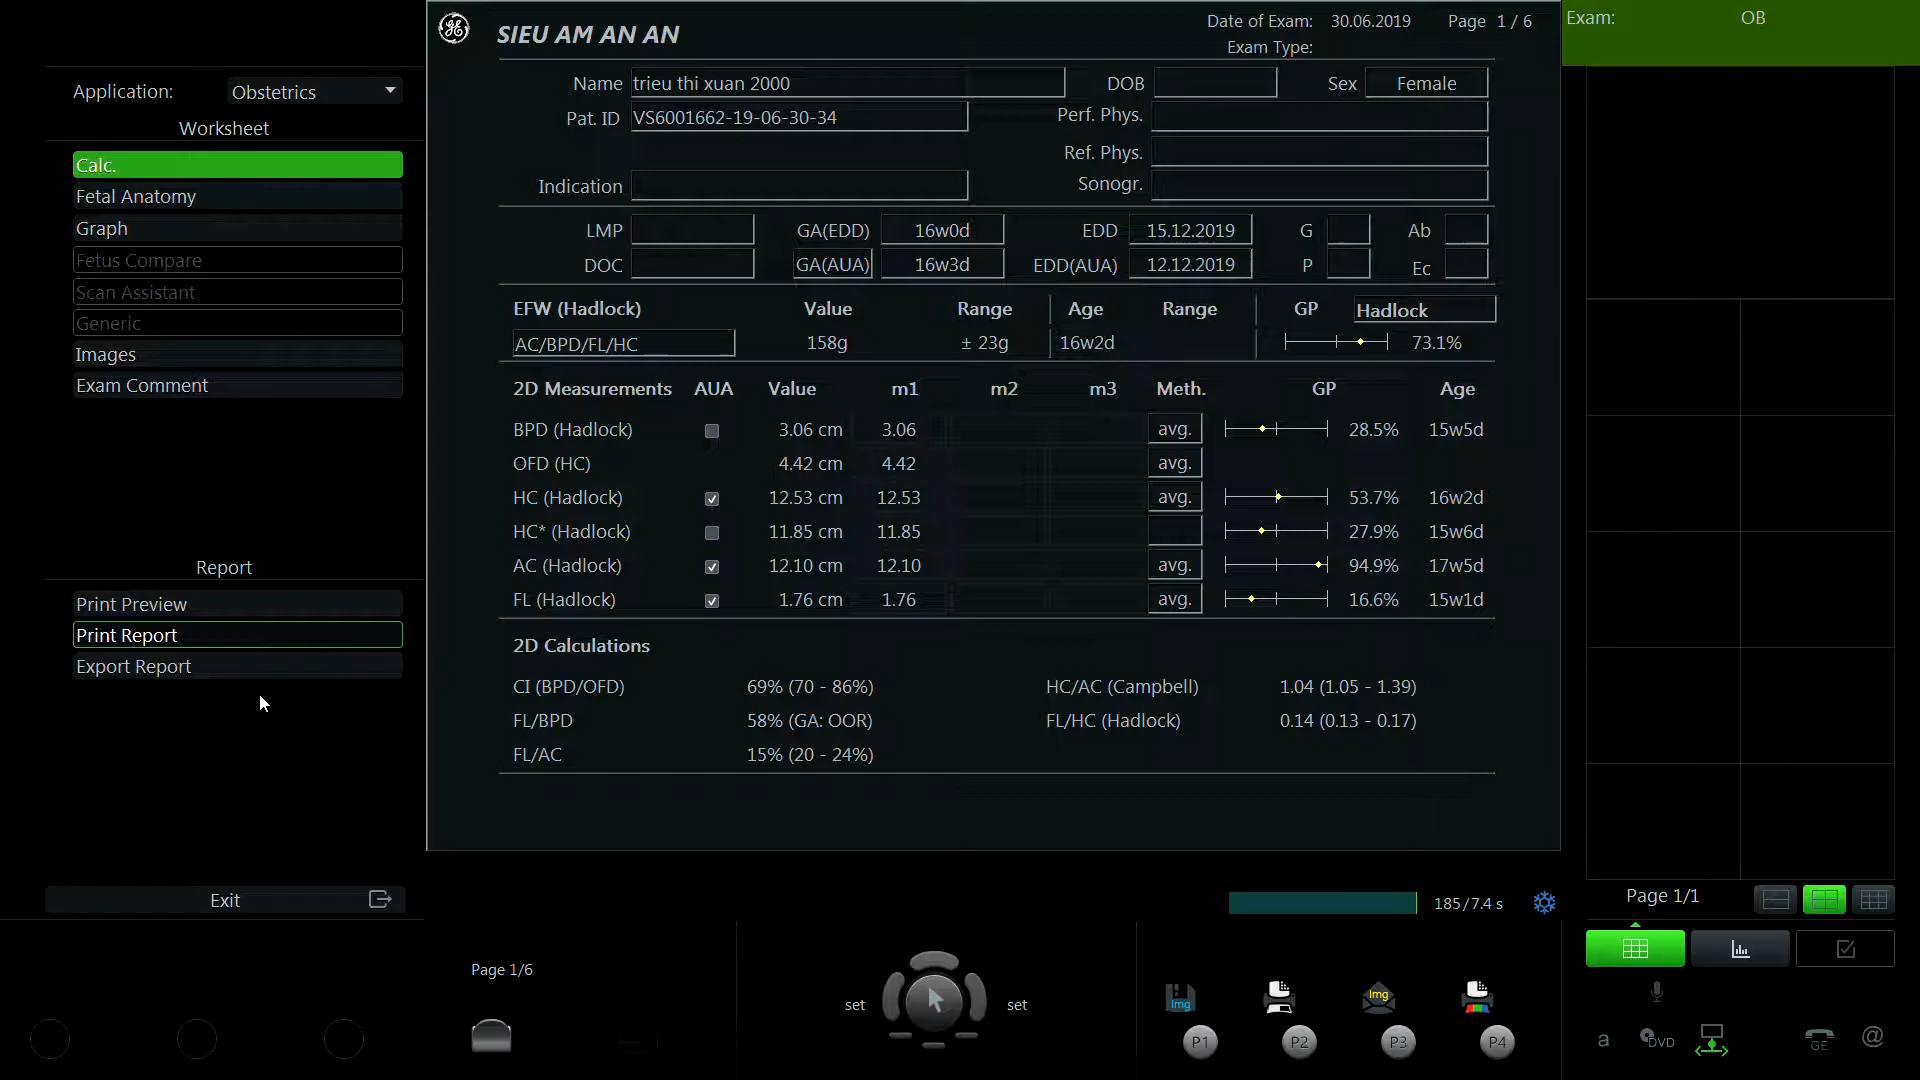 Exam: OB
SIEU AM AN AN
Date of Exam: 30.06.2019 Page 1 / 6
Exam Type:
Application: Obstetrics
Worksheet
Calc.
Fetal Anatomy
Graph
Fetus Compare
Scan Assistant
Generic
Images
Exam Comment
Report
Print Preview
Print Report
Export Report
Exit
Name trieu thi xuan 2000 DOB Sex Female
Pat. ID VS6001662-19-06-30-34 Perf. Phys.
Ref. Phys.
Indication Sonogr.
LMP GA(EDD) 16w0d EDD 15.12.2019 G Ab
DOC GA(AUA) 16w3d EDD(AUA) 12.12.2019 P Ec
EFW (Hadlock) Value Range Age Range GP Hadlock
AC/BPD/FL/HC 158g ± 23g 16w2d 73.1%
2D Measurements AUA Value m1 m2 m3 Meth. GP Age
BPD (Hadlock) 3.06 cm 3.06 avg. 28.5% 15w5d
OFD (HC) 4.42 cm 4.42 avg.
HC (Hadlock) 12.53 cm 12.53 avg. 53.7% 16w2d
HC* (Hadlock) 11.85 cm 11.85 27.9% 15w6d
AC (Hadlock) 12.10 cm 12.10 avg. 94.9% 17w5d
FL (Hadlock) 1.76 cm 1.76 avg. 16.6% 15w1d
2D Calculations
CI (BPD/OFD) 69% (70 - 86%) HC/AC (Campbell) 1.04 (1.05 - 1.39)
FL/BPD 58% (GA: OOR) FL/HC (Hadlock) 0.14 (0.13 - 0.17)
FL/AC 15% (20 - 24%)
185/7.4 s
Page 1/1
Page 1/6
set set
Img Img
P1 P2 P3 P4
a DVD GE @